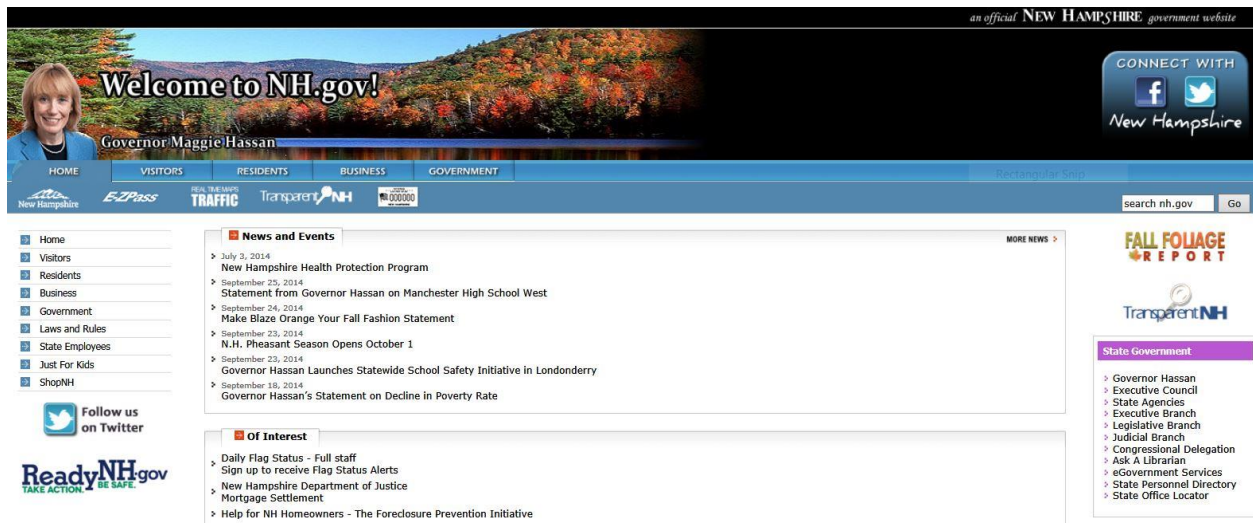 an official NEW HAMPSHIRE government website
Welcome to NH.gov!
Governor Maggie Hassan
CONNECT WITH
New Hampshire
HOME VISITORS RESIDENTS BUSINESS GOVERNMENT
Rectangular Snip
New Hampshire E-ZPass REAL TIME MAPS TRAFFIC Transparent NH 000000
search nh.gov Go
Home
Visitors
Residents
Business
Government
Laws and Rules
State Employees
Just For Kids
ShopNH
Follow us
on Twitter
ReadyNH.gov
TAKE ACTION. BE SAFE.
News and Events
MORE NEWS >
July 3, 2014
New Hampshire Health Protection Program
September 25, 2014
Statement from Governor Hassan on Manchester High School West
September 24, 2014
Make Blaze Orange Your Fall Fashion Statement
September 23, 2014
N.H. Pheasant Season Opens October 1
September 23, 2014
Governor Hassan Launches Statewide School Safety Initiative in Londonderry
September 18, 2014
Governor Hassan's Statement on Decline in Poverty Rate
Of Interest
Daily Flag Status - Full staff
Sign up to receive Flag Status Alerts
New Hampshire Department of Justice
Mortgage Settlement
Help for NH Homeowners - The Foreclosure Prevention Initiative
FALL FOLIAGE
REPORT
Transparent NH
State Government
Governor Hassan
Executive Council
State Agencies
Executive Branch
Legislative Branch
Judicial Branch
Congressional Delegation
Ask A Librarian
eGovernment Services
State Personnel Directory
State Office Locator